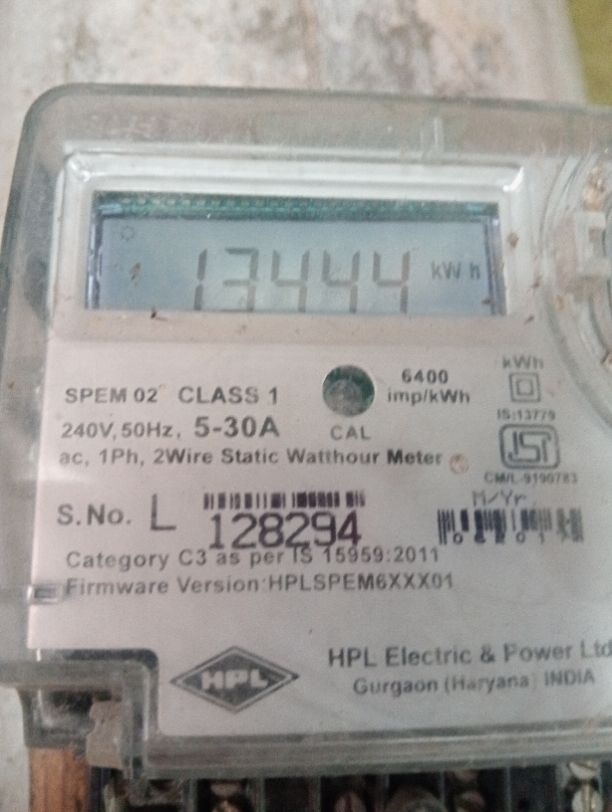 13444 kWh
SPEM 02 CLASS 1
6400
imp/kWh
kWh
240V, 50Hz, 5-30A
CAL
IS:13779
ISI
ac, 1Ph, 2Wire Static Watthour Meter
CM/L-9190783
M/Yr
S.No. L 128294
Category C3 as per IS 15959:2011
Firmware Version:HPLSPEM6XXX01
HPL
HPL Electric & Power Ltd
Gurgaon (Haryana) INDIA